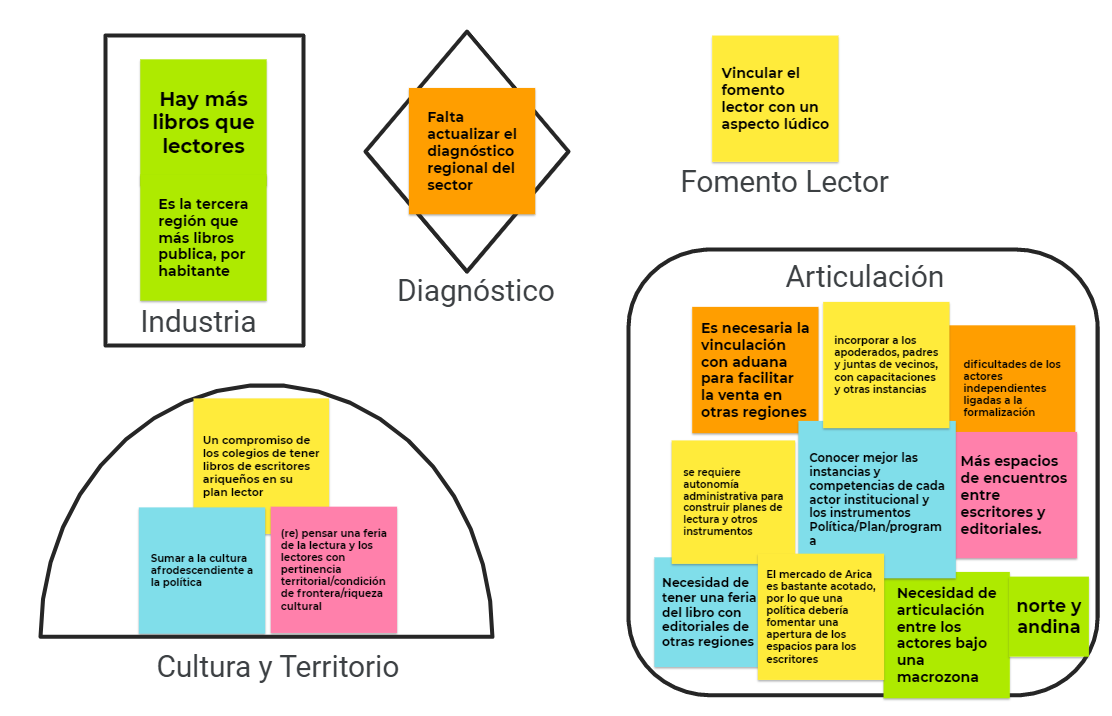 Hay más
libros que
lectores
Es la tercera
región que
más libros
publica, por
habitante
Industria
Falta
actualizar el
diagnóstico
regional del
sector
Diagnóstico
Vincular el
fomento
lector con un
aspecto lúdico
Fomento Lector
Un compromiso de
los colegios de tener
libros de escritores
ariqueños en su
plan lector
Sumar a la cultura
afrodescendiente a
la política
(re) pensar una feria
de la lectura y los
lectores con
pertinencia
territorial/condición
de frontera/riqueza
cultural
Cultura y Territorio
Articulación
Es necesaria la
vinculación
con aduana
para facilitar
la venta en
otras regiones
incorporar a los
apoderados, padres
y juntas de vecinos,
con capacitaciones
y otras instancias
dificultades de los
actores
independientes
ligadas a la
formalización
se requiere
autonomía
administrativa para
construir planes de
lectura y otros
instrumentos
Conocer mejor las
instancias y
competencias de cada
actor institucional y
los instrumentos
Política/Plan/program
a
Más espacios
de encuentros
entre
escritores y
editoriales.
Necesidad de
tener una feria
del libro con
editoriales de
otras regiones
El mercado de Arica
es bastante acotado,
por lo que una
política debería
fomentar una
apertura de los
espacios para los
escritores
Necesidad de
articulación
entre los
actores bajo
una
macrozona
norte y
andina